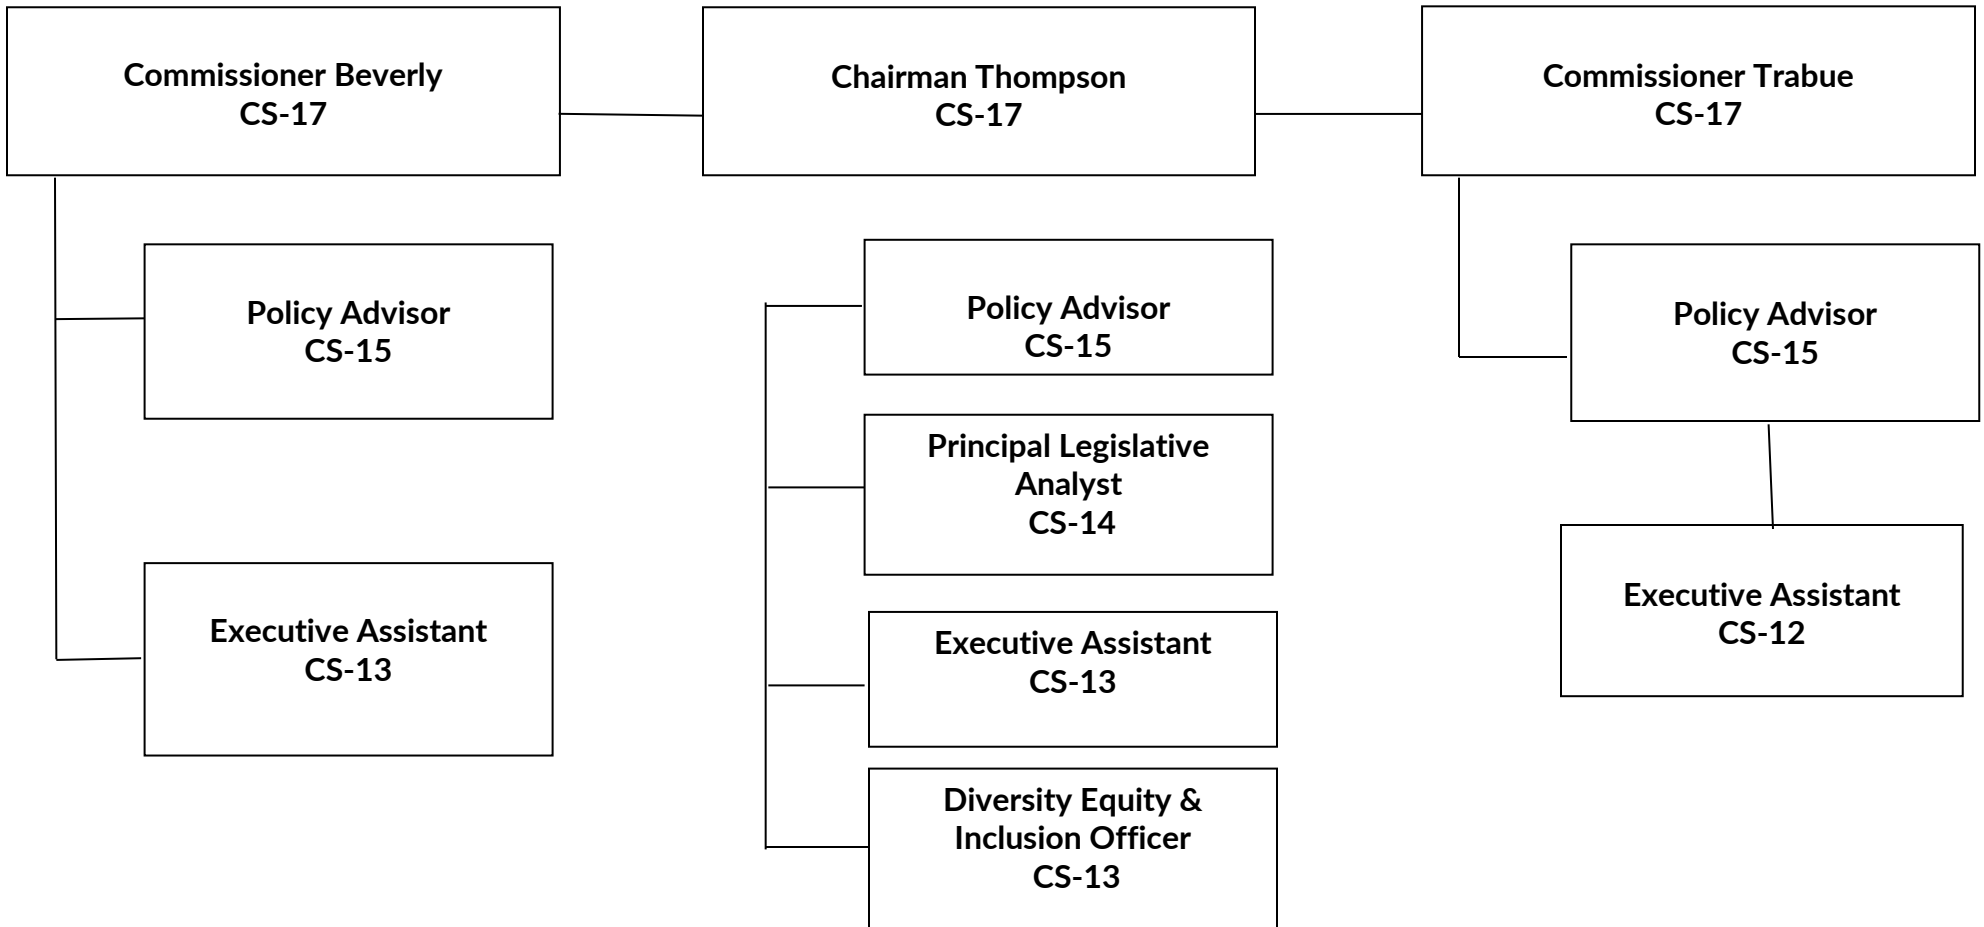 Commissioner Beverly
CS-17
Chairman Thompson
CS-17
Commissioner Trabue
CS-17
Policy Advisor
CS-15
Executive Assistant
CS-13
Policy Advisor
CS-15
Principal Legislative
Analyst
CS-14
Executive Assistant
CS-13
Diversity Equity &
Inclusion Officer
CS-13
Policy Advisor
CS-15
Executive Assistant
CS-12